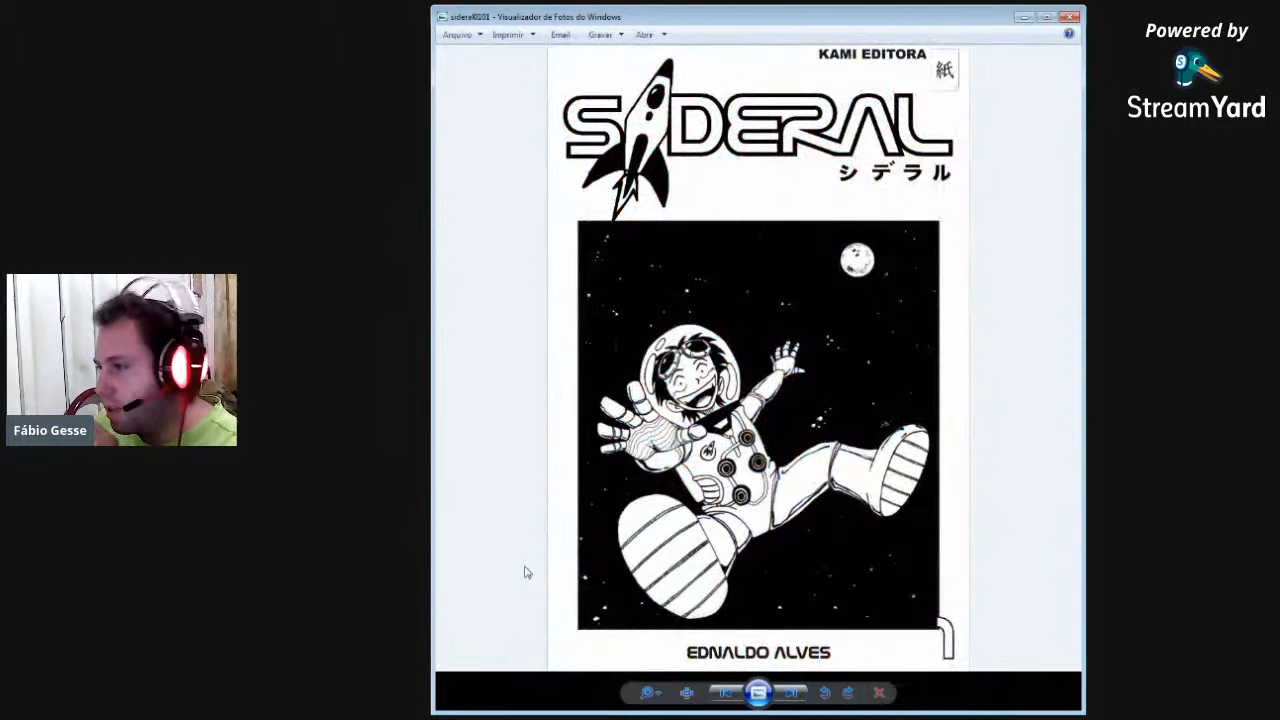 sideral0101 - Visualizador de Fotos do Windows
Arquivo Imprimir Email Gravar Abrir
Powered by
StreamYard
KAMI EDITORA
紙
SIDERAL
シデラル
Fábio Gesse
EDNALDO ALVES
1